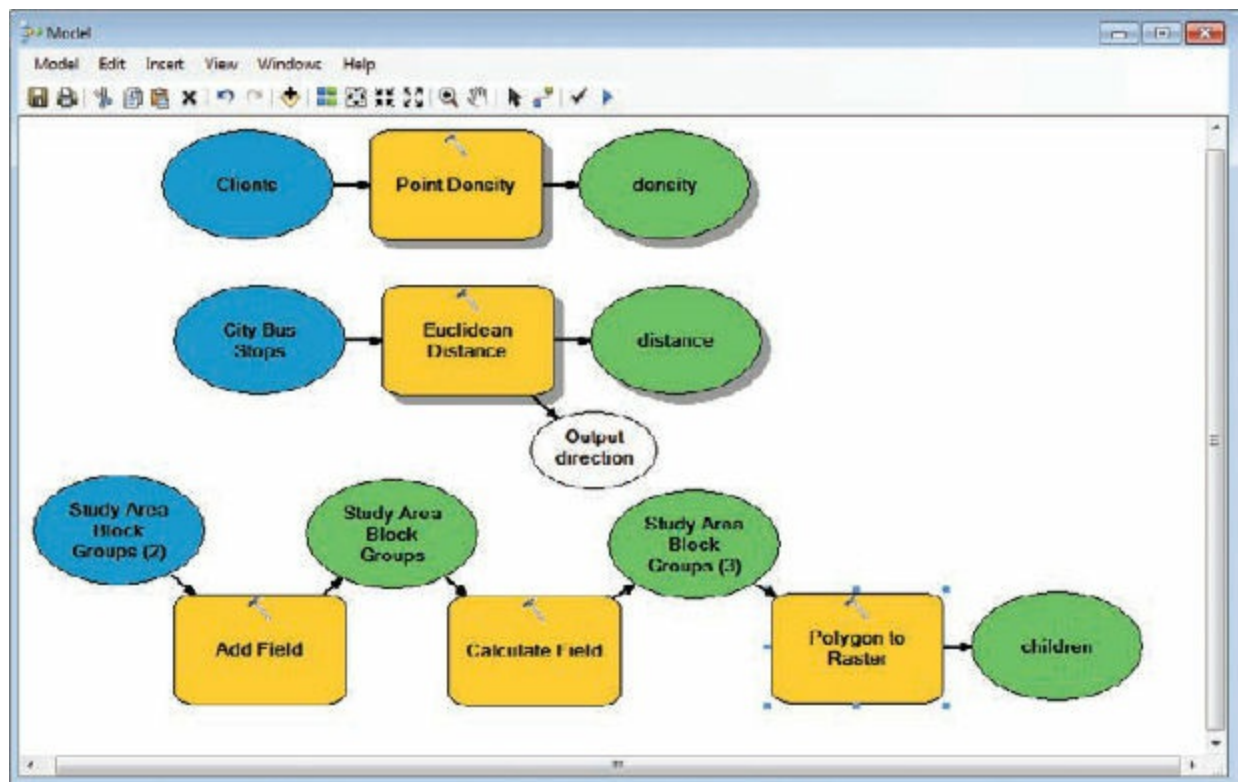 Model
Model Edit Insert View Windows Help
Clients
Point Density
density
City Bus
Stops
Euclidean
Distance
distance
Output
direction
Study Area
Block
Groups (2)
Study Area
Block
Groups
Study Area
Block
Groups (3)
Add Field
Calculate Field
Polygon to
Raster
children